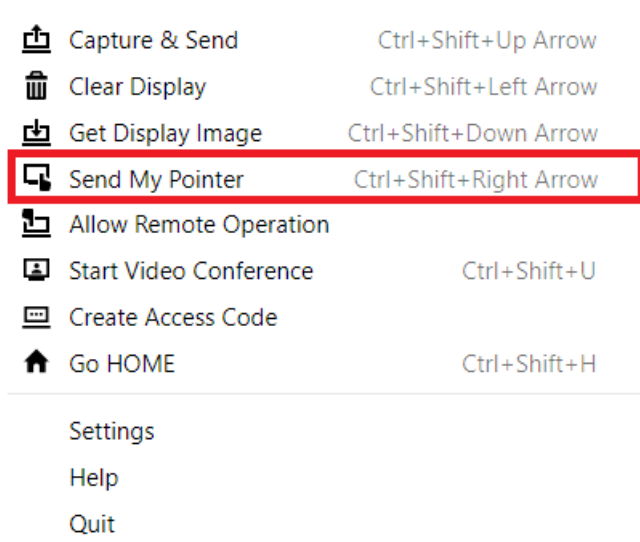 Capture & Send Ctrl+Shift+Up Arrow
Clear Display Ctrl+Shift+Left Arrow
Get Display Image Ctrl+Shift+Down Arrow
Send My Pointer Ctrl+Shift+Right Arrow
Allow Remote Operation
Start Video Conference Ctrl+Shift+U
Create Access Code
Go HOME Ctrl+Shift+H
Settings
Help
Quit